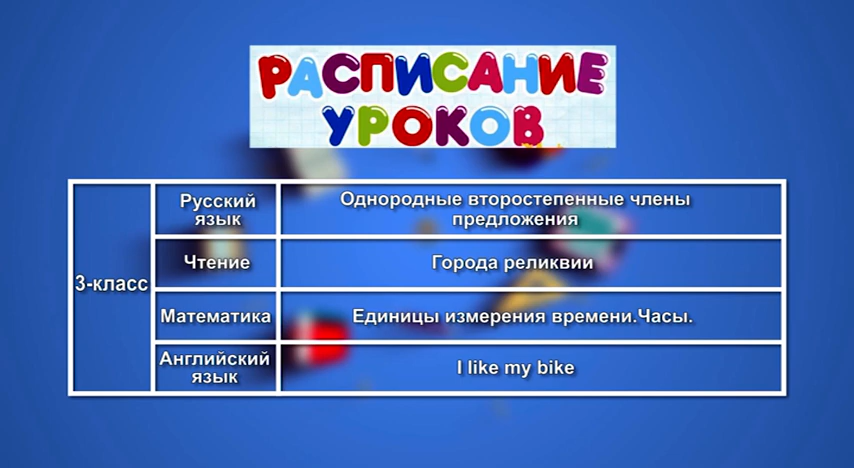 РАСПИСАНИЕ
УРОКОВ
3-класс
Русский
язык
Однородные второстепенные члены
предложения
Чтение
Города реликвии
Математика
Единицы измерения времени.Часы.
Английский
язык
I like my bike